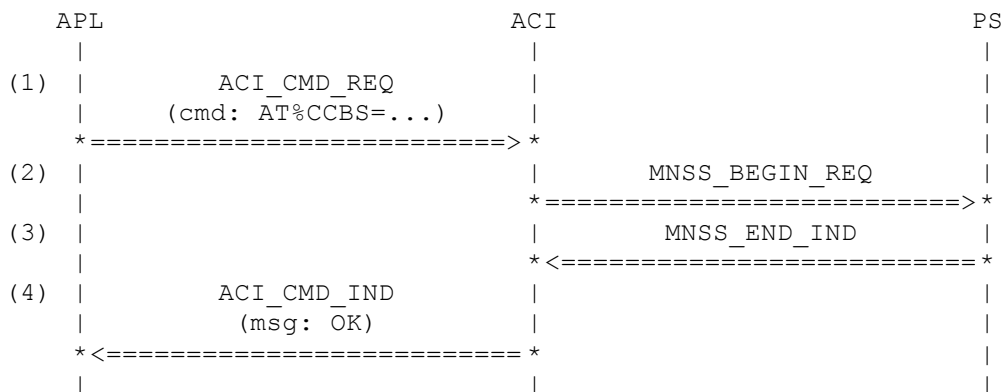 APL ACI PS
(1) ACI_CMD_REQ
(cmd: AT%CCBS=...)
(2) MNSS_BEGIN_REQ
(3) MNSS_END_IND
(4) ACI_CMD_IND
(msg: OK)